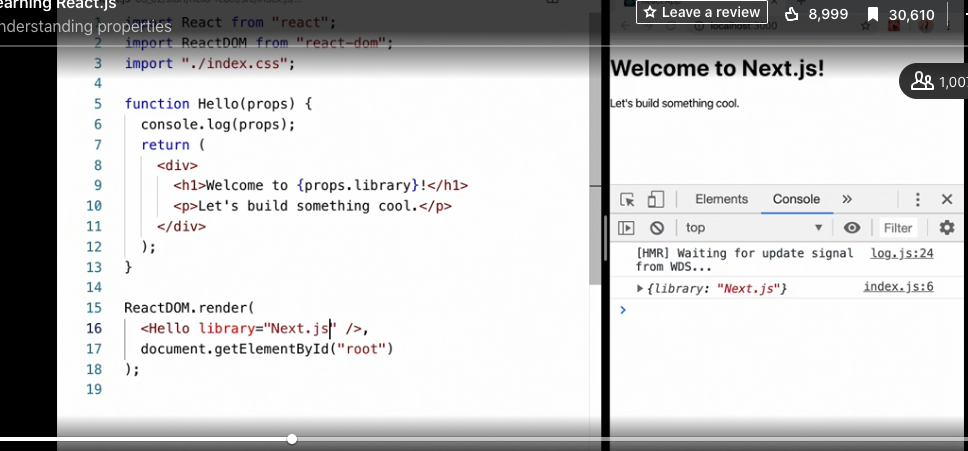 earning React.js
nderstanding properties
Leave a review
8,999
30,610
1,00
1 import React from "react";
2 import ReactDOM from "react-dom";
3 import "./index.css";
4
5 function Hello(props) {
6 console.log(props);
7 return (
8 <div>
9 <h1>Welcome to {props.library}!</h1>
10 <p>Let's build something cool.</p>
11 </div>
12 );
13 }
14
15 ReactDOM.render(
16 <Hello library="Next.js" />,
17 document.getElementById("root")
18 );
19
Welcome to Next.js!
Let's build something cool.
Elements Console »
top Filter
[HMR] Waiting for update signal log.js:24
from WDS...
{library: "Next.js"} index.js:6